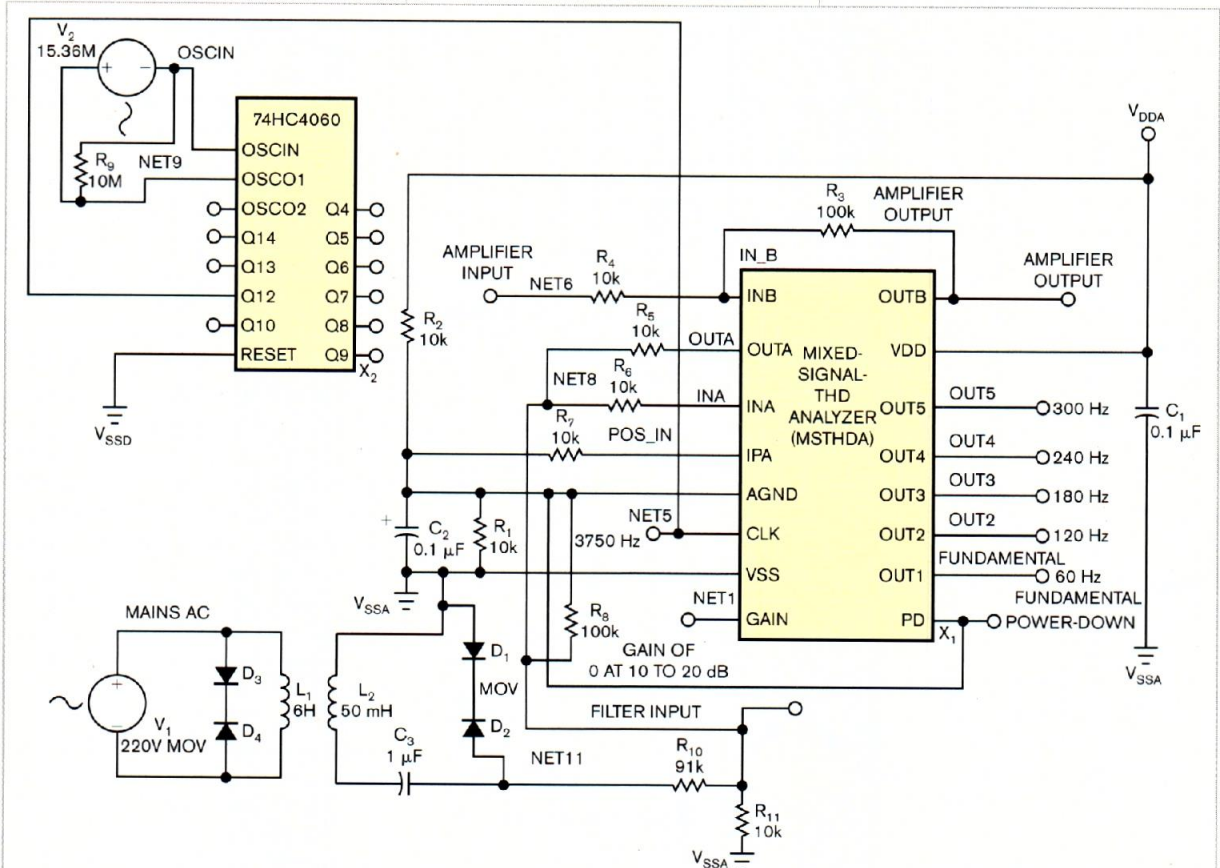 V2
15.36M
OSCIN
+
−
R9
10M
NET9
74HC4060
OSCIN
OSCO1
OSCO2
Q14
Q13
Q12
Q10
RESET
Q4
Q5
Q6
Q7
Q8
Q9
X2
VSSD
VDDA
R2
10k
R3
100k
AMPLIFIER
OUTPUT
AMPLIFIER
INPUT
NET6
R4
10k
IN_B
R5
10k
OUTA
NET8
R6
10k
INA
R7
10k
POS_IN
INB
OUTA
INA
IPA
AGND
CLK
VSS
GAIN
MIXED-
SIGNAL-
THD
ANALYZER
(MSTHDA)
OUTB
VDD
OUT5
OUT4
OUT3
OUT2
OUT1
PD
X1
AMPLIFIER
OUTPUT
OUT5
300 Hz
OUT4
240 Hz
OUT3
180 Hz
OUT2
120 Hz
FUNDAMENTAL
60 Hz
FUNDAMENTAL
POWER-DOWN
C1
0.1 µF
VSSA
+
C2
0.1 µF
R1
10k
NET5
3750 Hz
VSSA
NET1
R8
100k
GAIN OF
0 AT 10 TO 20 dB
MAINS AC
+
−
V1
220V MOV
D3
D4
L1
6H
L2
50 mH
D1
MOV
D2
C3
1 µF
NET11
FILTER INPUT
R10
91k
R11
10k
VSSA